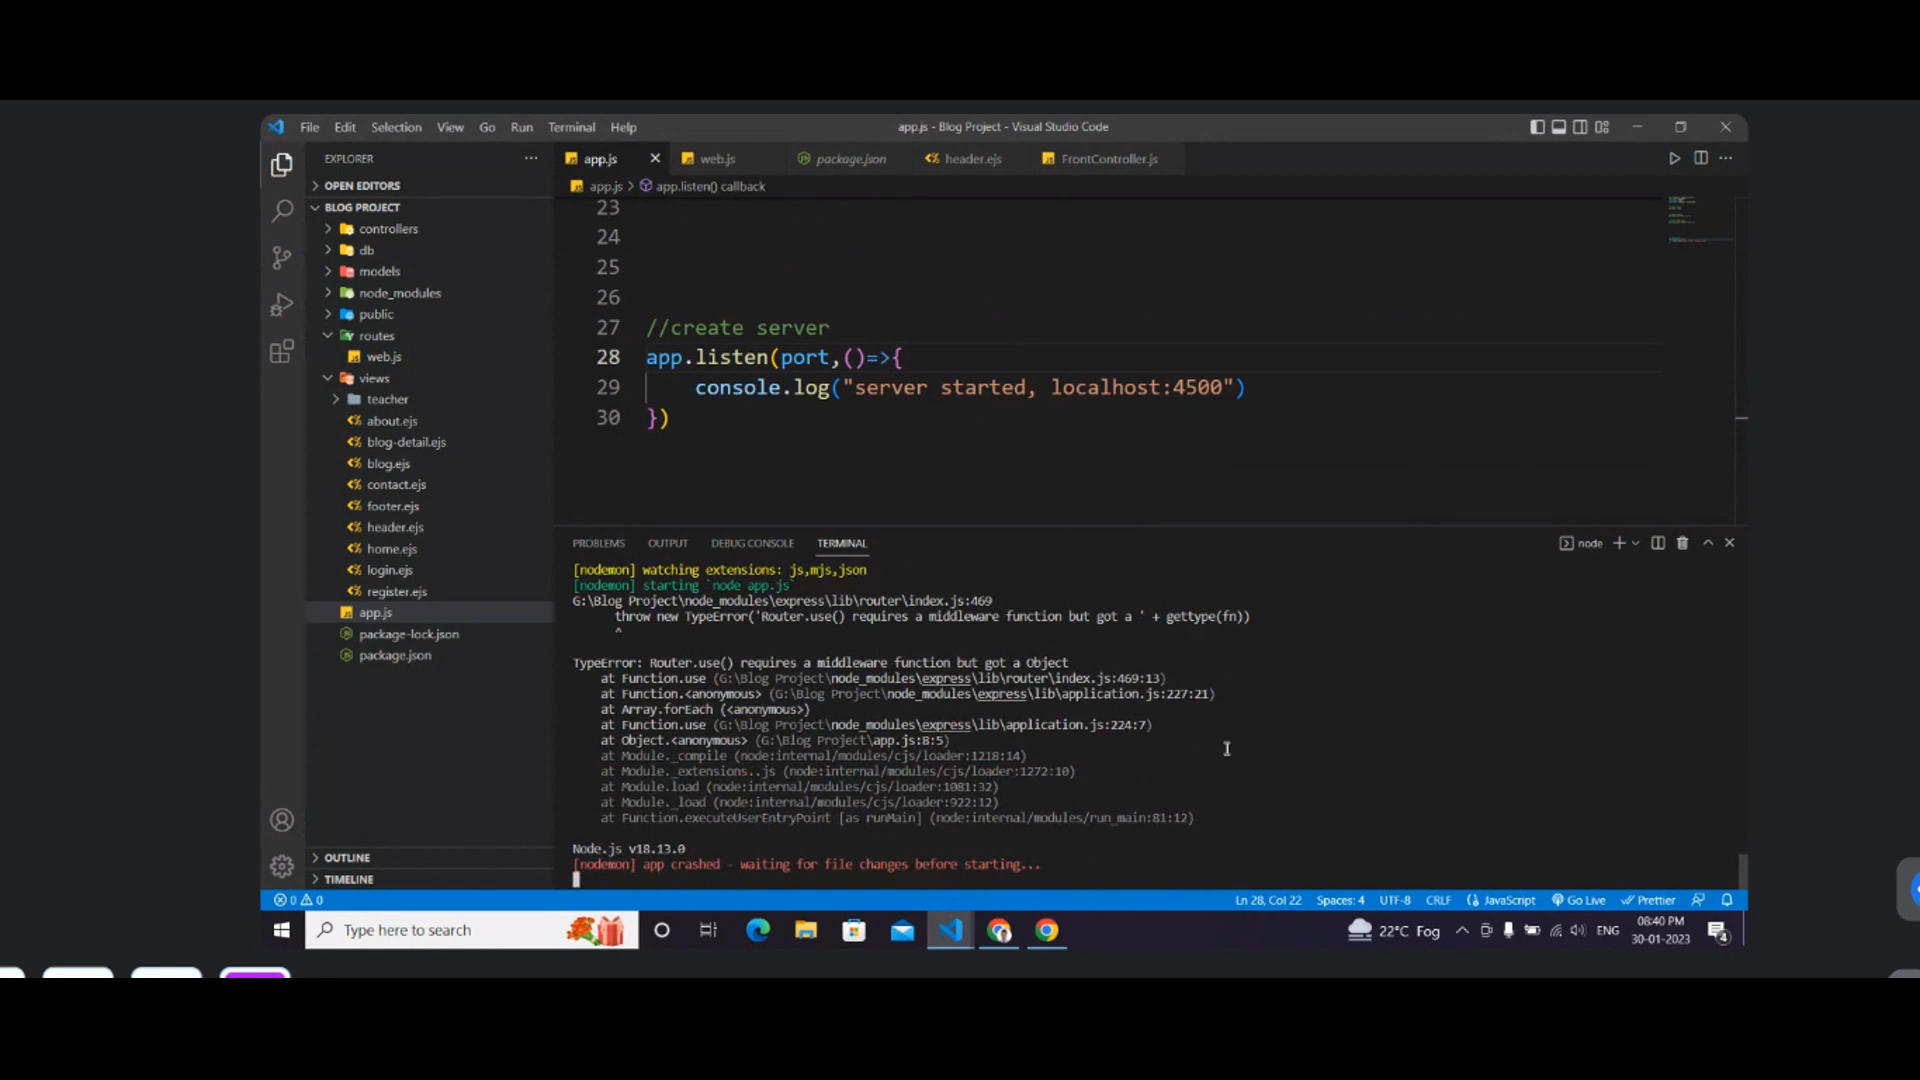 File Edit Selection View Go Run Terminal Help
app.js - Blog Project - Visual Studio Code
EXPLORER
app.js
web.js
package.json
header.ejs
FrontController.js
OPEN EDITORS
app.js > app.listen() callback
BLOG PROJECT
controllers
db
models
node_modules
public
routes
web.js
views
teacher
about.ejs
blog-detail.ejs
blog.ejs
contact.ejs
footer.ejs
header.ejs
home.ejs
login.ejs
register.ejs
app.js
package-lock.json
package.json
OUTLINE
TIMELINE
23
24
25
26
27 //create server
28 app.listen(port,()=>{
29 console.log("server started, localhost:4500")
30 })
PROBLEMS OUTPUT DEBUG CONSOLE TERMINAL
node
[nodemon] watching extensions: js,mjs,json
[nodemon] starting `node app.js`
G:\Blog Project\node_modules\express\lib\router\index.js:469
throw new TypeError('Router.use() requires a middleware function but got a ' + gettype(fn))
^
TypeError: Router.use() requires a middleware function but got a Object
at Function.use (G:\Blog Project\node_modules\express\lib\router\index.js:469:13)
at Function.<anonymous> (G:\Blog Project\node_modules\express\lib\application.js:227:21)
at Array.forEach (<anonymous>)
at Function.use (G:\Blog Project\node_modules\express\lib\application.js:224:7)
at Object.<anonymous> (G:\Blog Project\app.js:8:5)
at Module._compile (node:internal/modules/cjs/loader:1218:14)
at Module._extensions..js (node:internal/modules/cjs/loader:1272:10)
at Module.load (node:internal/modules/cjs/loader:1081:32)
at Module._load (node:internal/modules/cjs/loader:922:12)
at Function.executeUserEntryPoint [as runMain] (node:internal/modules/run_main:81:12)
Node.js v18.13.0
[nodemon] app crashed - waiting for file changes before starting...
0 0
Ln 28, Col 22 Spaces: 4 UTF-8 CRLF JavaScript Go Live Prettier
Type here to search
22°C Fog
ENG
08:40 PM
30-01-2023
4